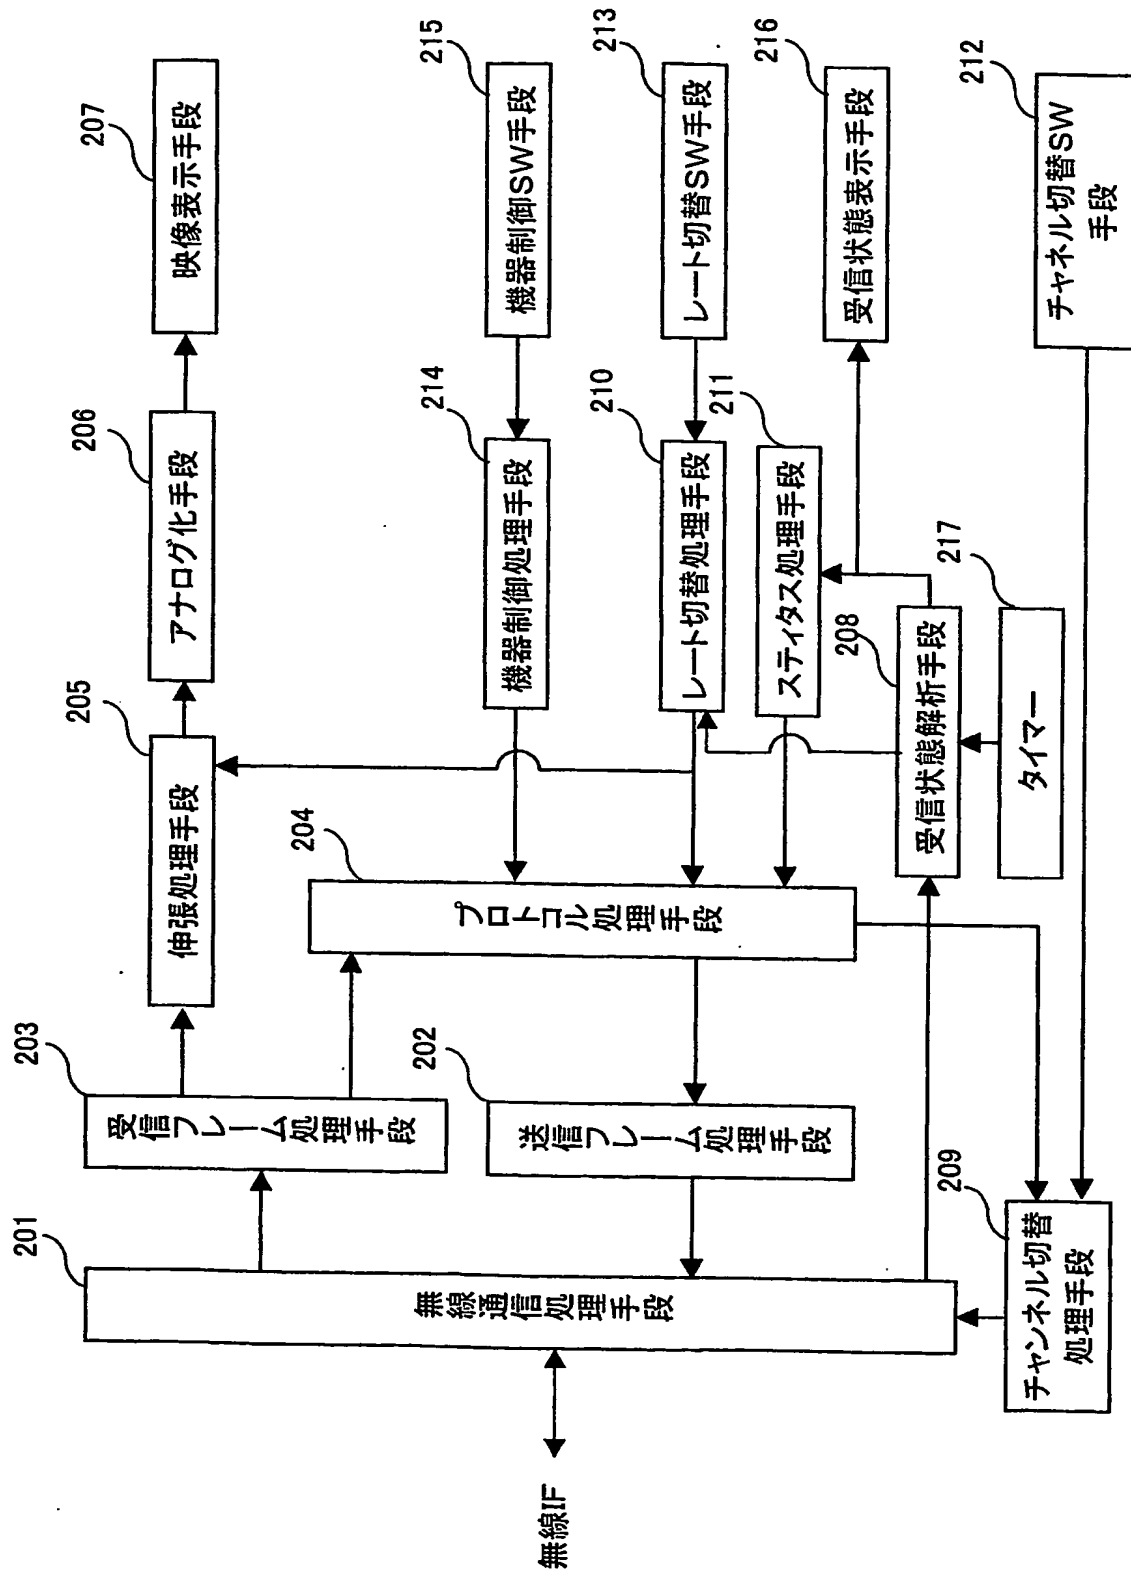 無線IF
201
無線通信処理手段
203
受信フレーム処理手段
202
送信フレーム処理手段
209
チャンネル切替
処理手段
204
プロトコル処理手段
205
伸張処理手段
206
アナログ化手段
207
映像表示手段
214
機器制御処理手段
215
機器制御SW手段
210
レート切替処理手段
213
レート切替SW手段
211
スティタス処理手段
208
受信状態解析手段
216
受信状態表示手段
217
タイマー
212
チャネル切替SW
手段